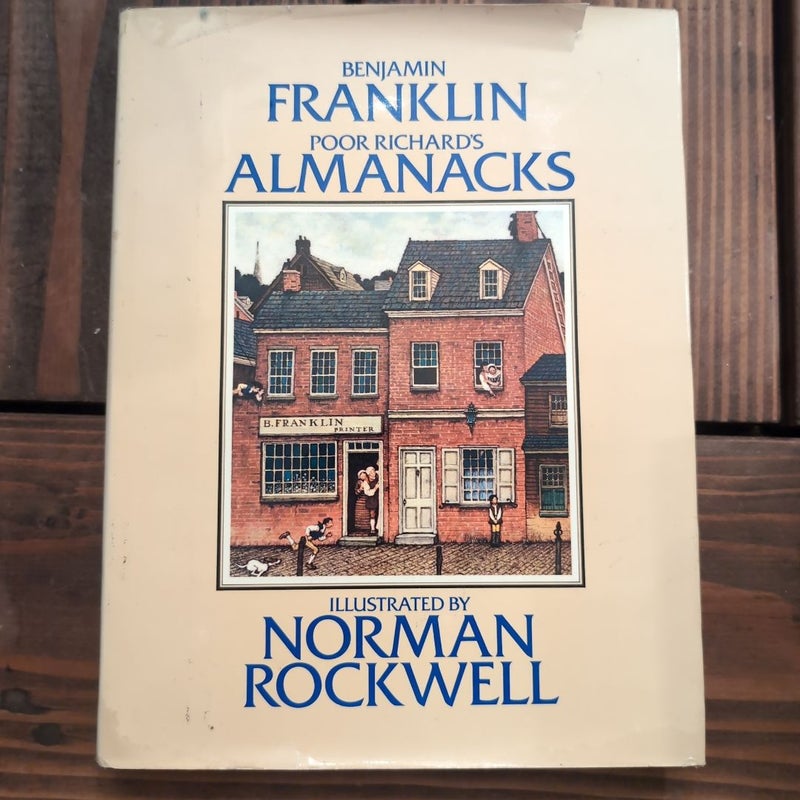 BENJAMIN
FRANKLIN
POOR RICHARD'S
ALMANACKS
B. FRANKLIN
PRINTER
ILLUSTRATED BY
NORMAN
ROCKWELL